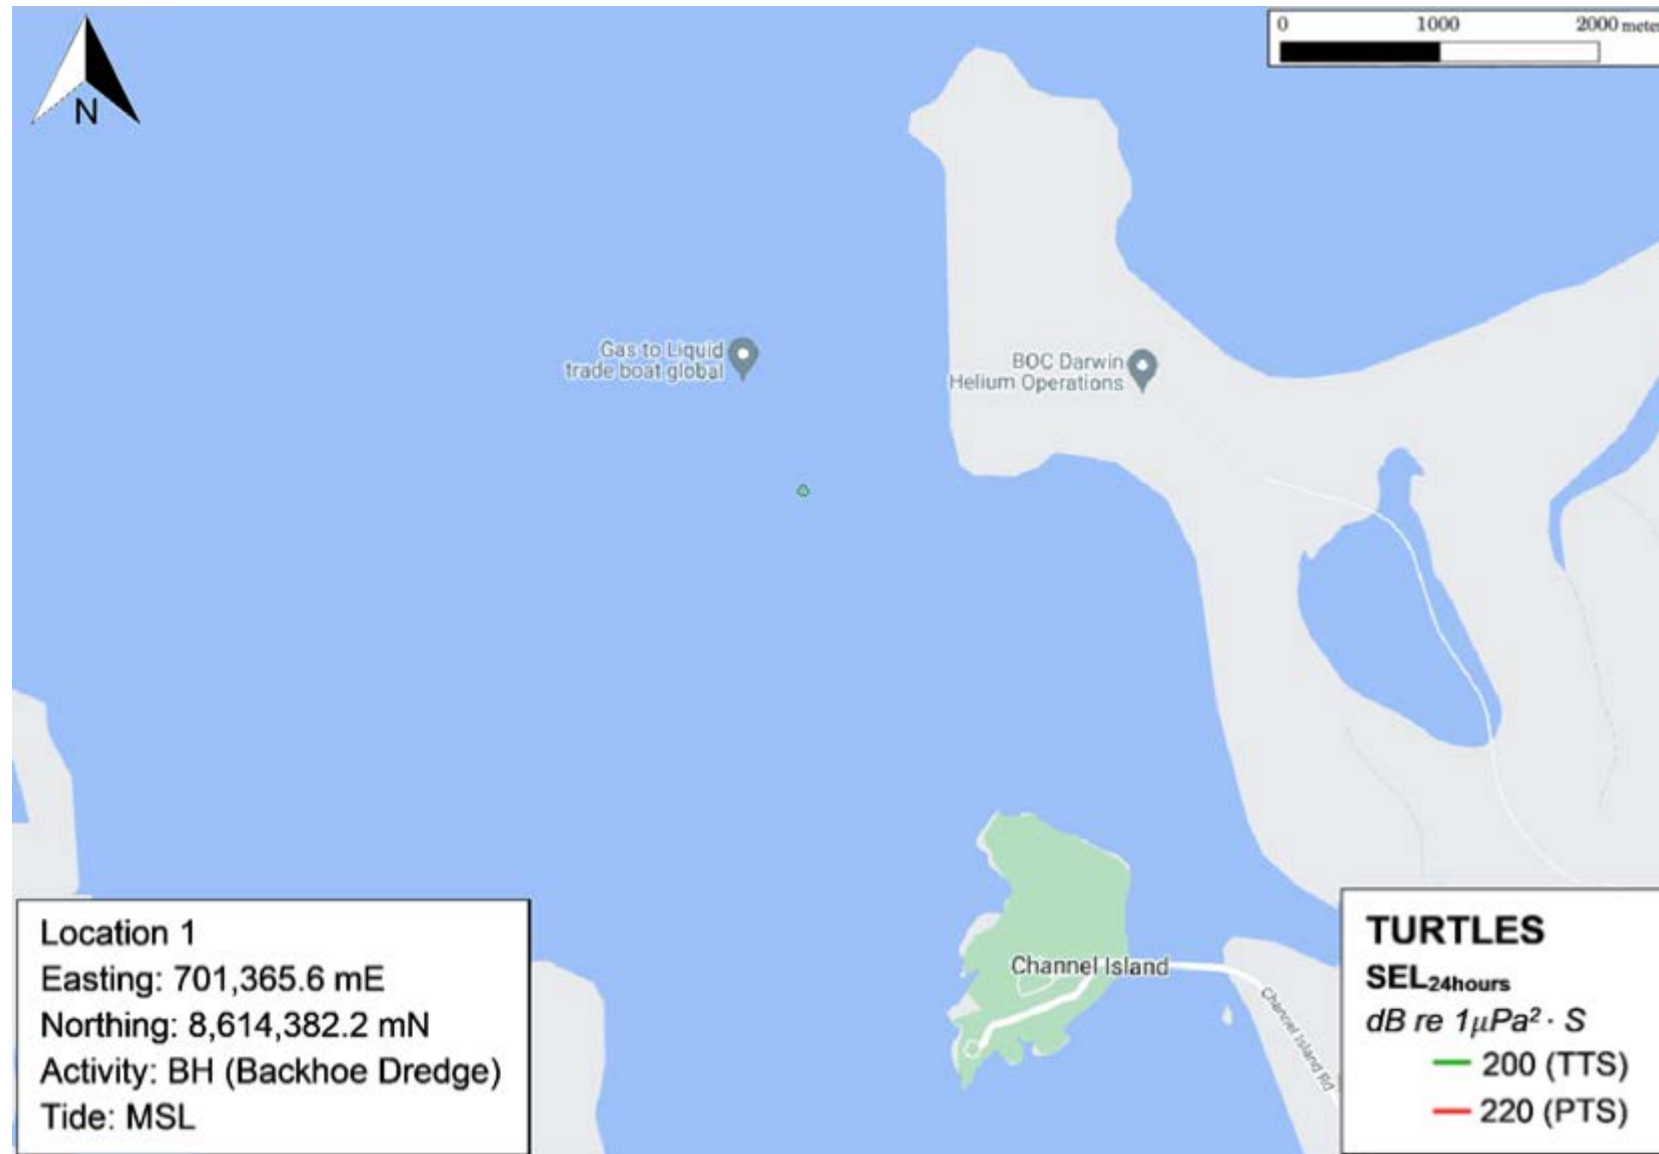 N
0 1000 2000 meter
Gas to Liquid
trade boat global
BOC Darwin
Helium Operations
Channel Island
Channel Island Rd
Location 1
Easting: 701,365.6 mE
Northing: 8,614,382.2 mN
Activity: BH (Backhoe Dredge)
Tide: MSL
TURTLES
SEL24hours
dB re 1μPa² · S
200 (TTS)
220 (PTS)